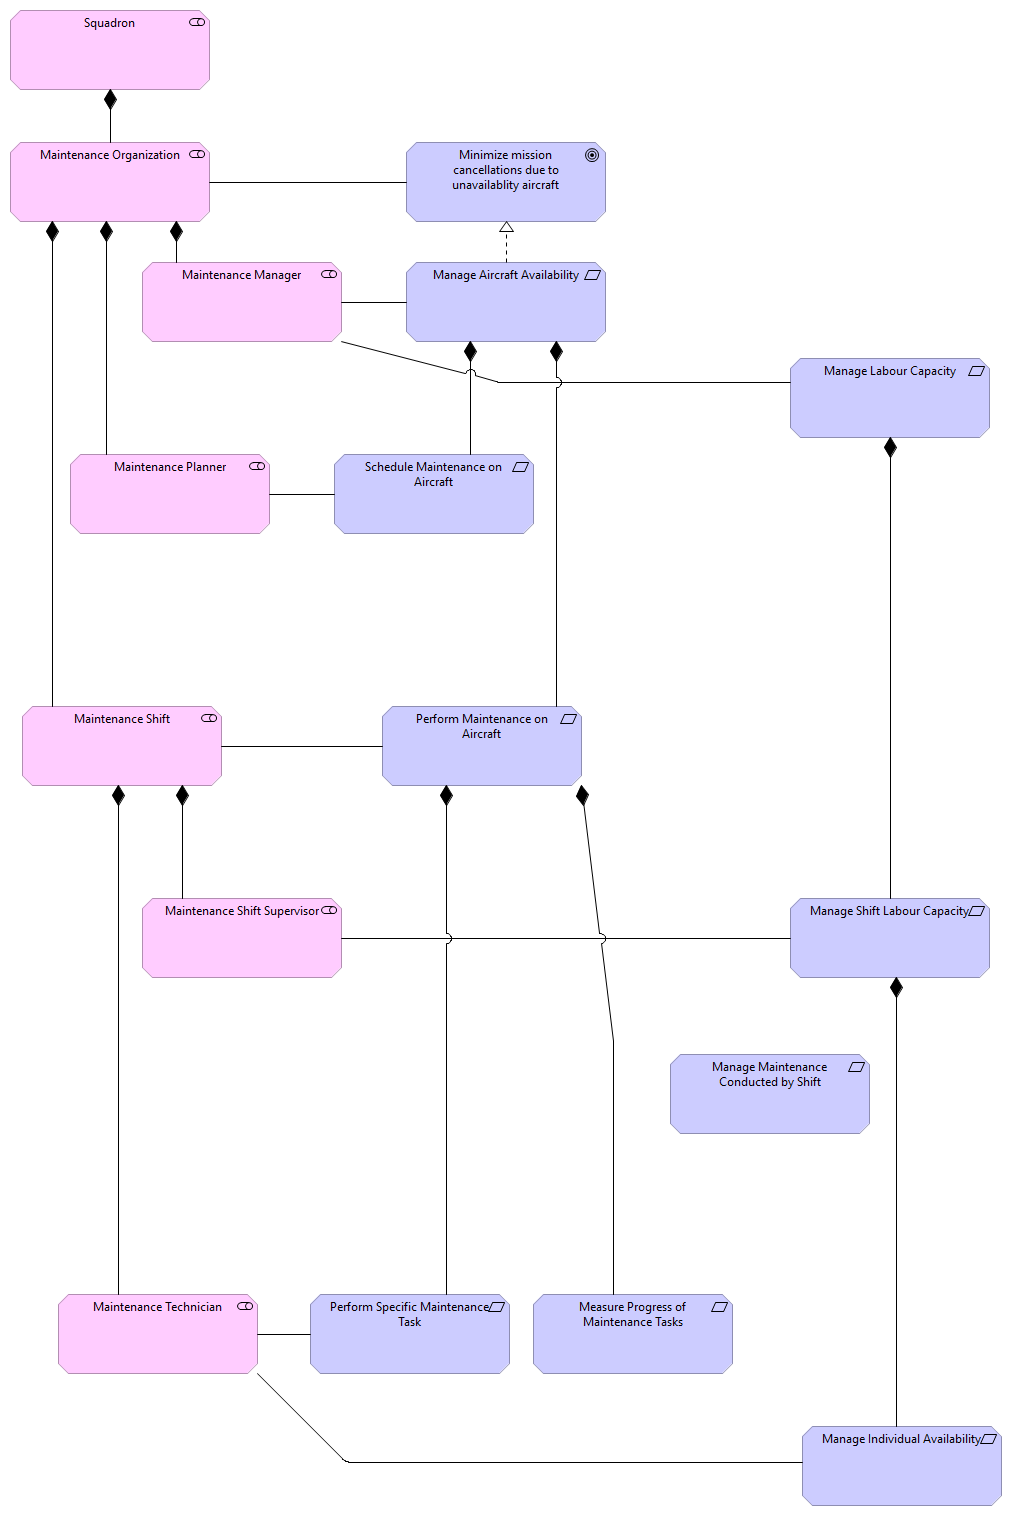 Squadron
Maintenance Organization
Minimize mission
cancellations due to
unavailablity aircraft
Maintenance Manager
Manage Aircraft Availability
Manage Labour Capacity
Maintenance Planner
Schedule Maintenance on
Aircraft
Maintenance Shift
Perform Maintenance on
Aircraft
Maintenance Shift Supervisor
Manage Shift Labour Capacity
Manage Maintenance
Conducted by Shift
Maintenance Technician
Perform Specific Maintenance
Task
Measure Progress of
Maintenance Tasks
Manage Individual Availability